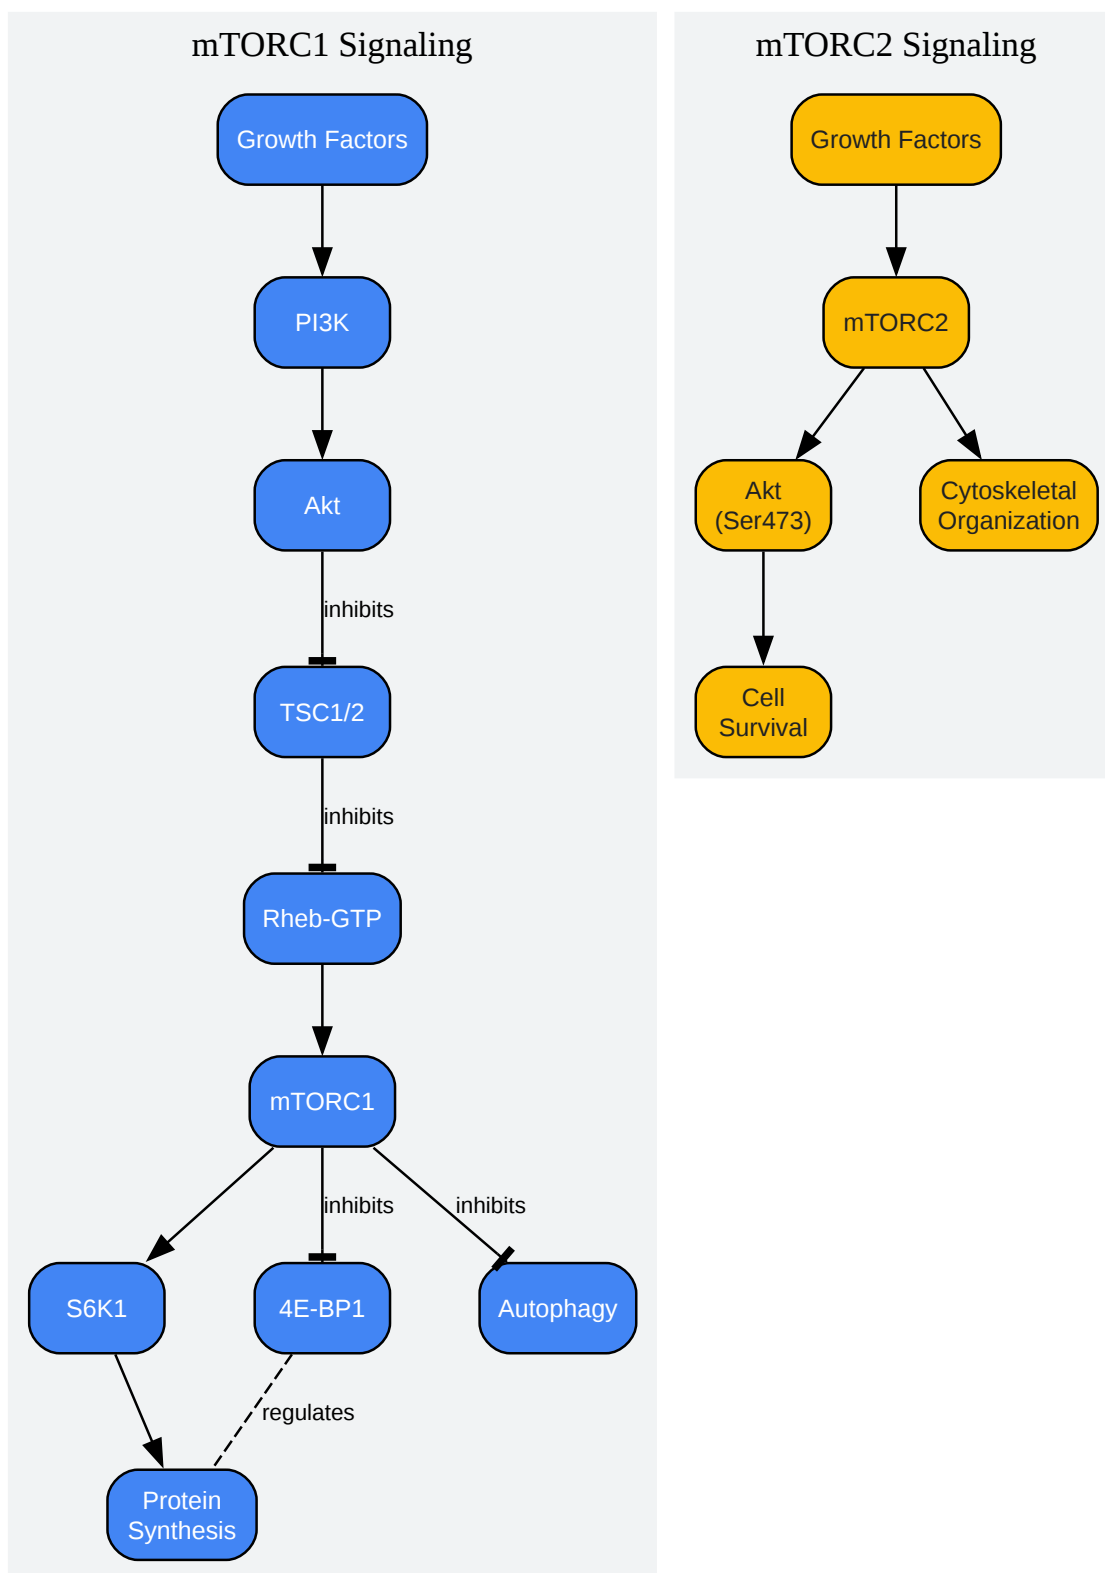 mTORC1 Signaling
Growth Factors
PI3K
Akt
inhibits
TSC1/2
inhibits
Rheb-GTP
mTORC1
inhibits
inhibits
S6K1
4E-BP1
Autophagy
regulates
Protein
Synthesis
mTORC2 Signaling
Growth Factors
mTORC2
Akt
(Ser473)
Cytoskeletal
Organization
Cell
Survival